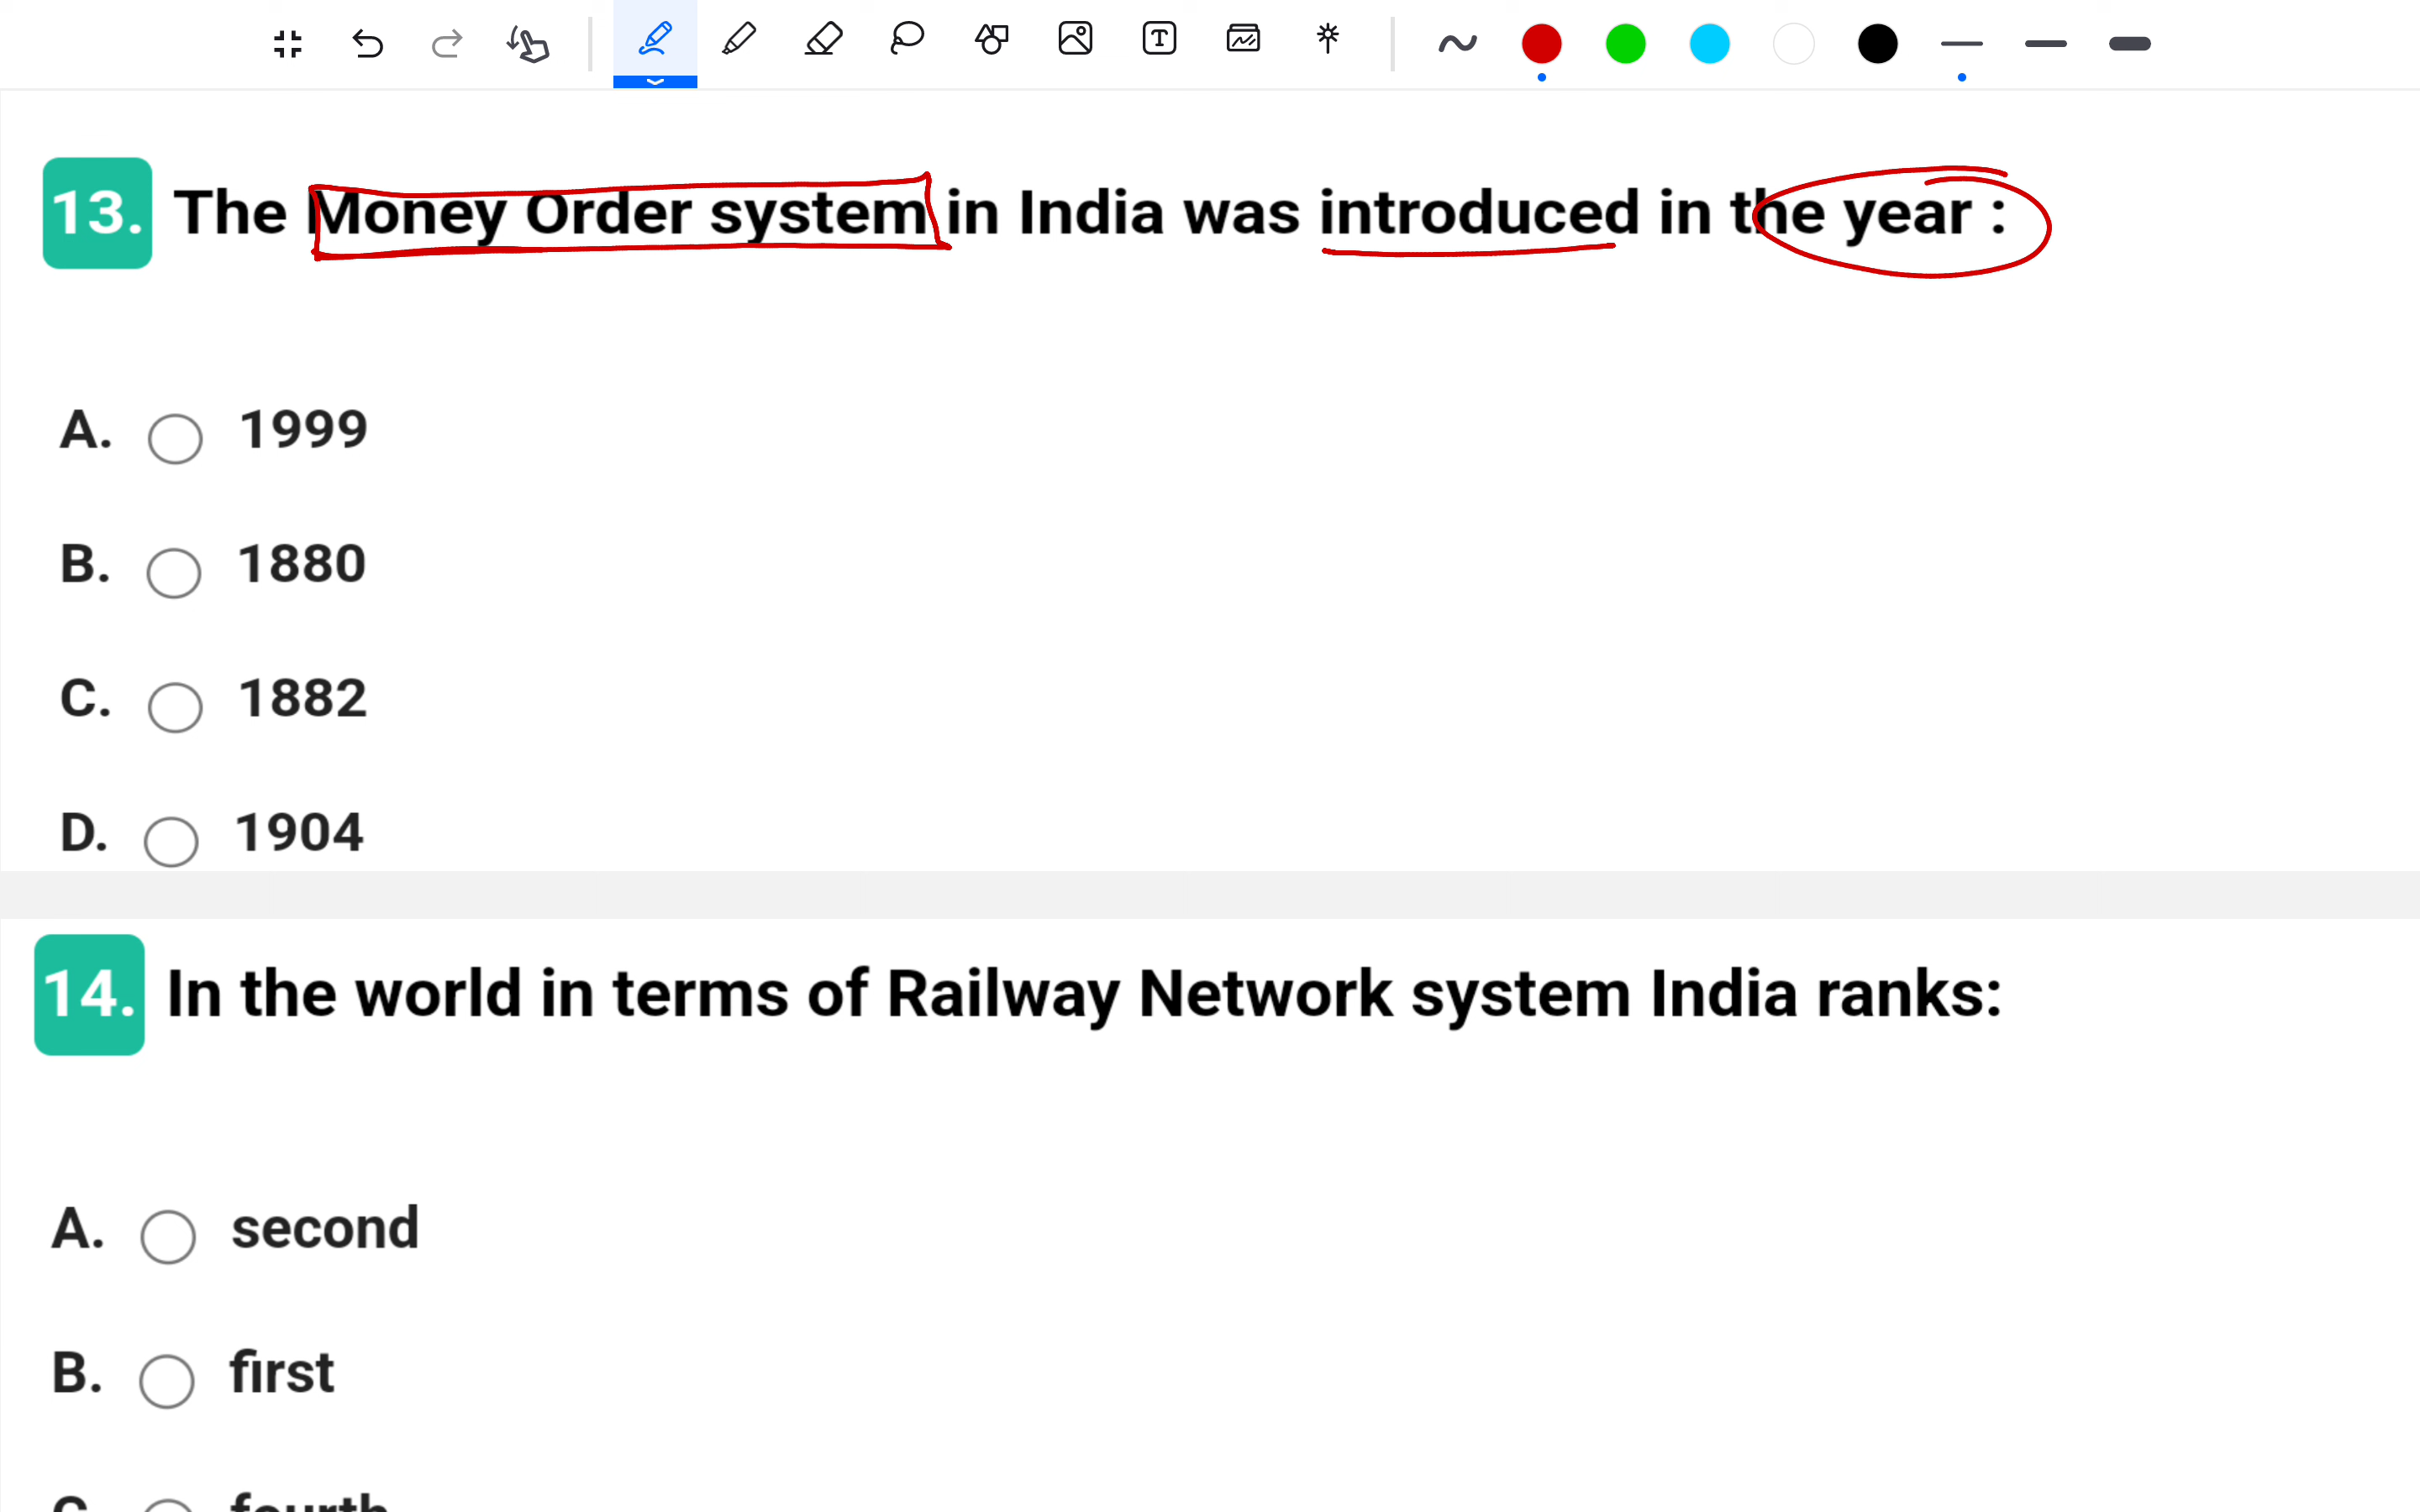 13. The Money Order system in India was introduced in the year :
A. 1999
B. 1880
C. 1882
D. 1904
14. In the world in terms of Railway Network system India ranks:
A. second
B. first
C. fourth